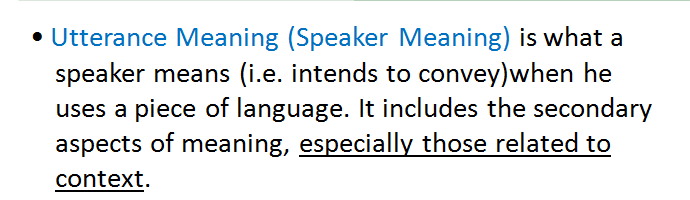 • Utterance Meaning (Speaker Meaning) is what a
speaker means (i.e. intends to convey)when he
uses a piece of language. It includes the secondary
aspects of meaning, especially those related to
context.